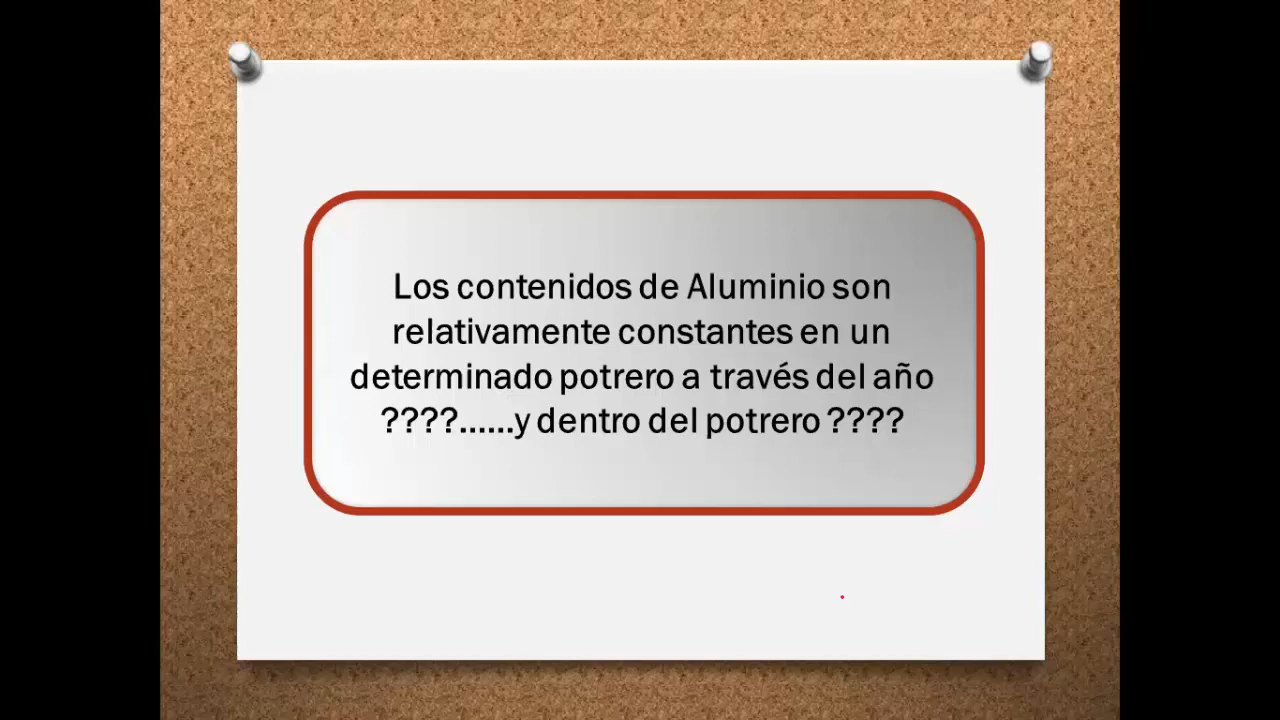 Los contenidos de Aluminio son
relativamente constantes en un
determinado potrero a través del año
????......y dentro del potrero ????